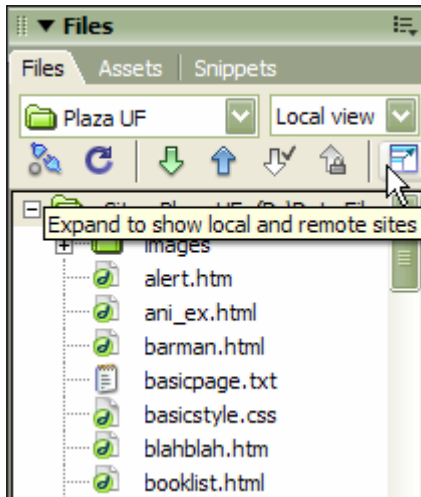 Files
Files Assets Snippets
Plaza UF Local view
Expand to show local and remote sites
images
alert.htm
ani_ex.html
barman.html
basicpage.txt
basicstyle.css
blahblah.htm
booklist.html